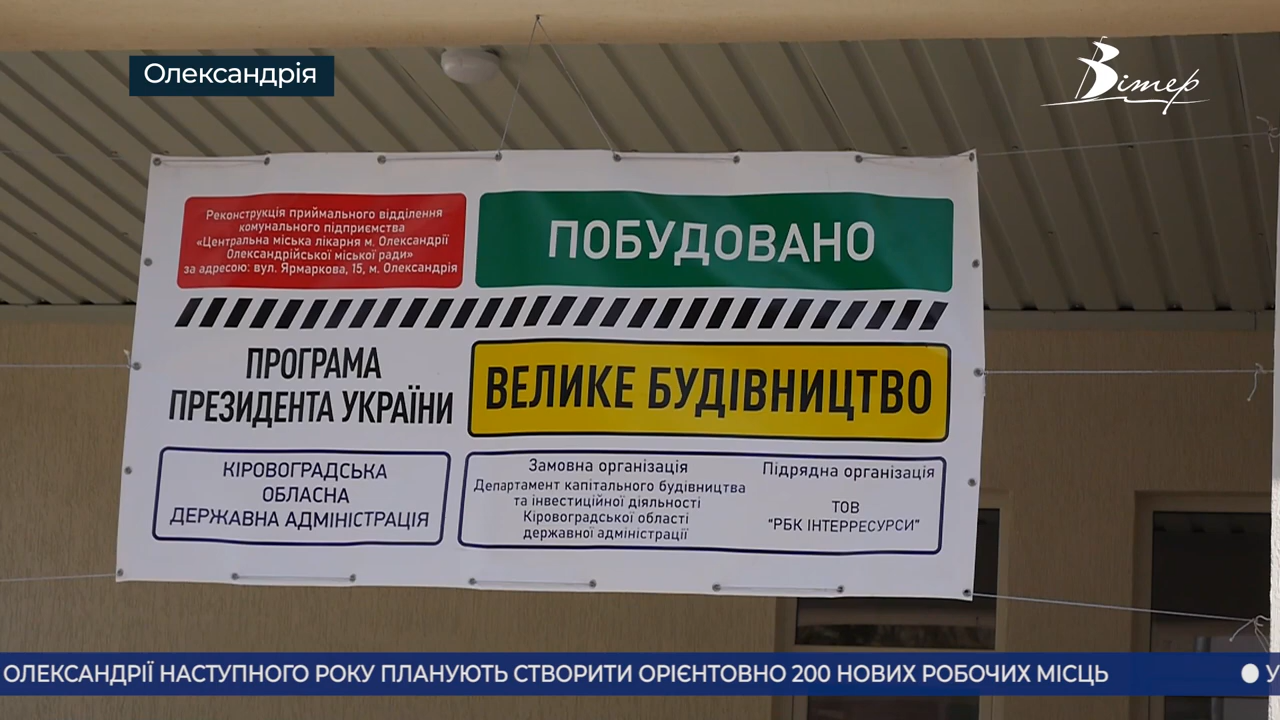 Олександрія
Вітер
Реконструкція приймального відділення
комунального підприємства
«Центральна міська лікарня м. Олександрії
Олександрійської міської ради»
за адресою: вул. Ярмаркова, 15, м. Олександрія
ПОБУДОВАНО
ПРОГРАМА
ПРЕЗИДЕНТА УКРАЇНИ
ВЕЛИКЕ БУДІВНИЦТВО
КІРОВОГРАДСЬКА
ОБЛАСНА
ДЕРЖАВНА АДМІНІСТРАЦІЯ
Замовна організація
Департамент капітального будівництва
та інвестиційної діяльності
Кіровоградської області
державної адміністрації
Підрядна організація
ТОВ
"РБК ІНТЕРРЕСУРСИ"
ОЛЕКСАНДРІЇ НАСТУПНОГО РОКУ ПЛАНУЮТЬ СТВОРИТИ ОРІЄНТОВНО 200 НОВИХ РОБОЧИХ МІСЦЬ ● У